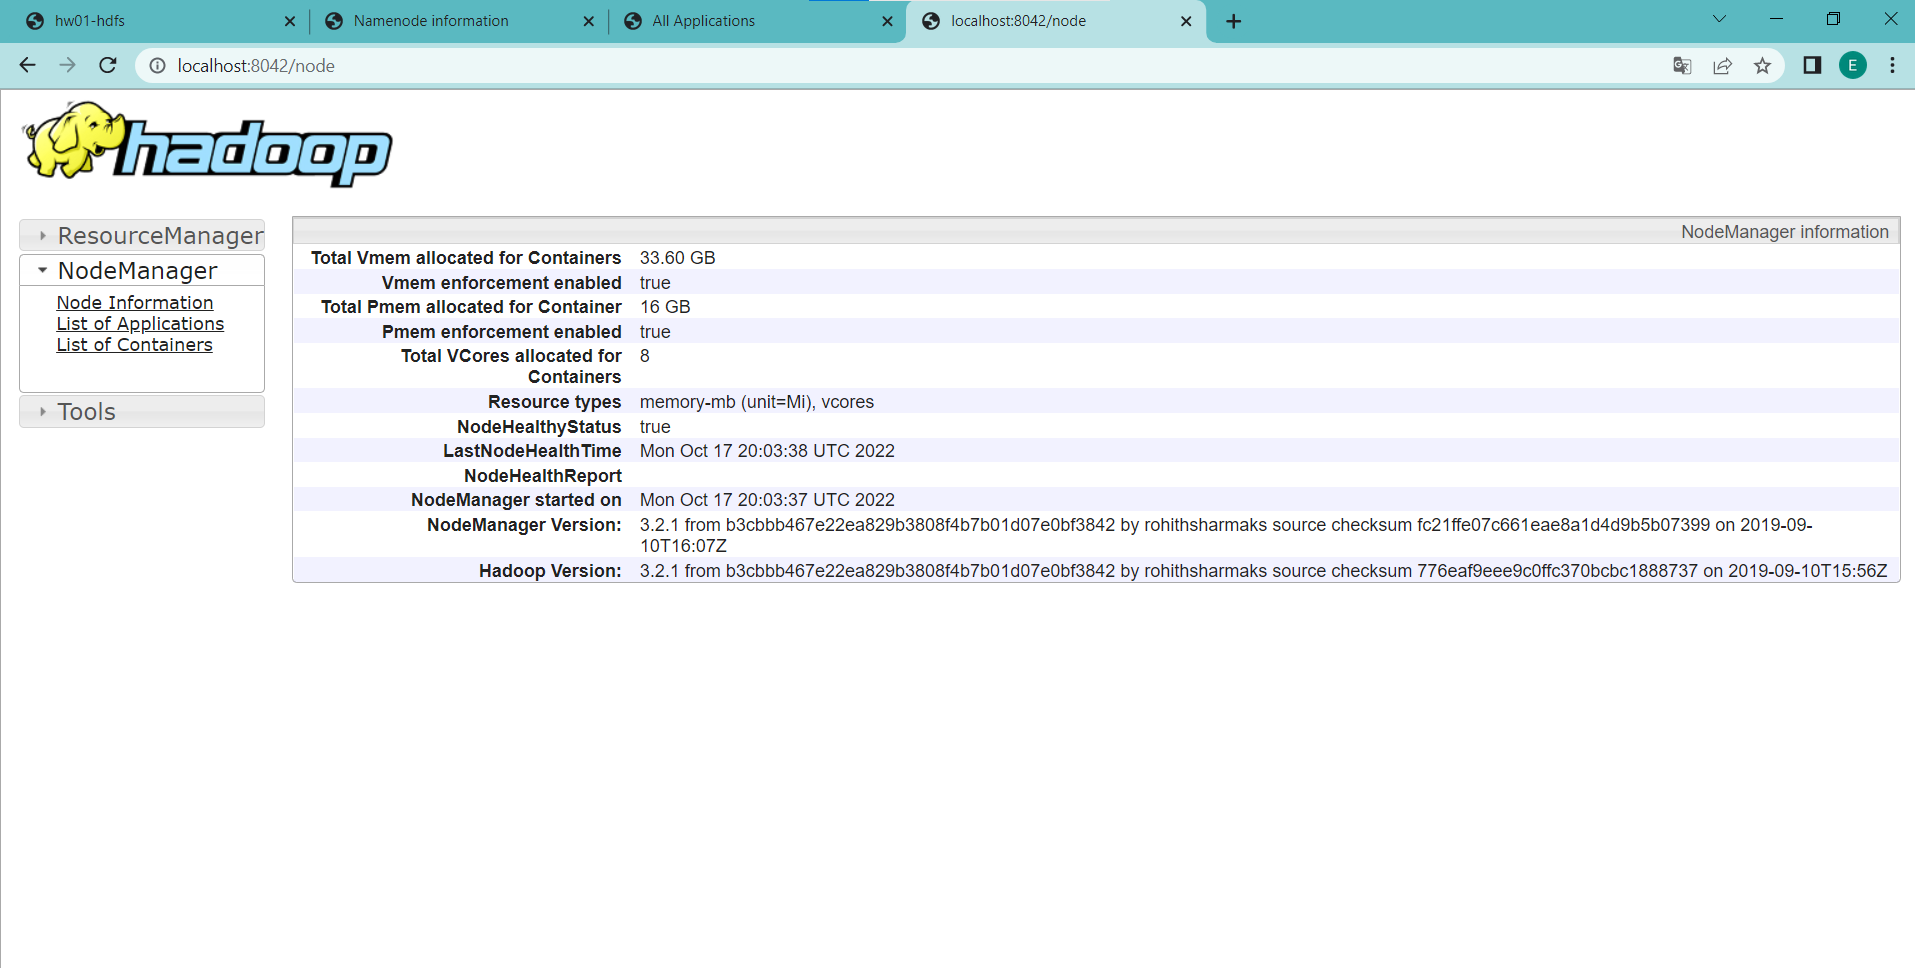 hw01-hdfs
Namenode information
All Applications
localhost:8042/node
localhost:8042/node
E
hadoop
ResourceManager
NodeManager
Node Information
List of Applications
List of Containers
Tools
NodeManager information
Total Vmem allocated for Containers 33.60 GB
Vmem enforcement enabled true
Total Pmem allocated for Container 16 GB
Pmem enforcement enabled true
Total VCores allocated for 8
Containers
Resource types memory-mb (unit=Mi), vcores
NodeHealthyStatus true
LastNodeHealthTime Mon Oct 17 20:03:38 UTC 2022
NodeHealthReport
NodeManager started on Mon Oct 17 20:03:37 UTC 2022
NodeManager Version: 3.2.1 from b3cbbb467e22ea829b3808f4b7b01d07e0bf3842 by rohithsharmaks source checksum fc21ffe07c661eae8a1d4d9b5b07399 on 2019-09-
10T16:07Z
Hadoop Version: 3.2.1 from b3cbbb467e22ea829b3808f4b7b01d07e0bf3842 by rohithsharmaks source checksum 776eaf9eee9c0ffc370bcbc1888737 on 2019-09-10T15:56Z